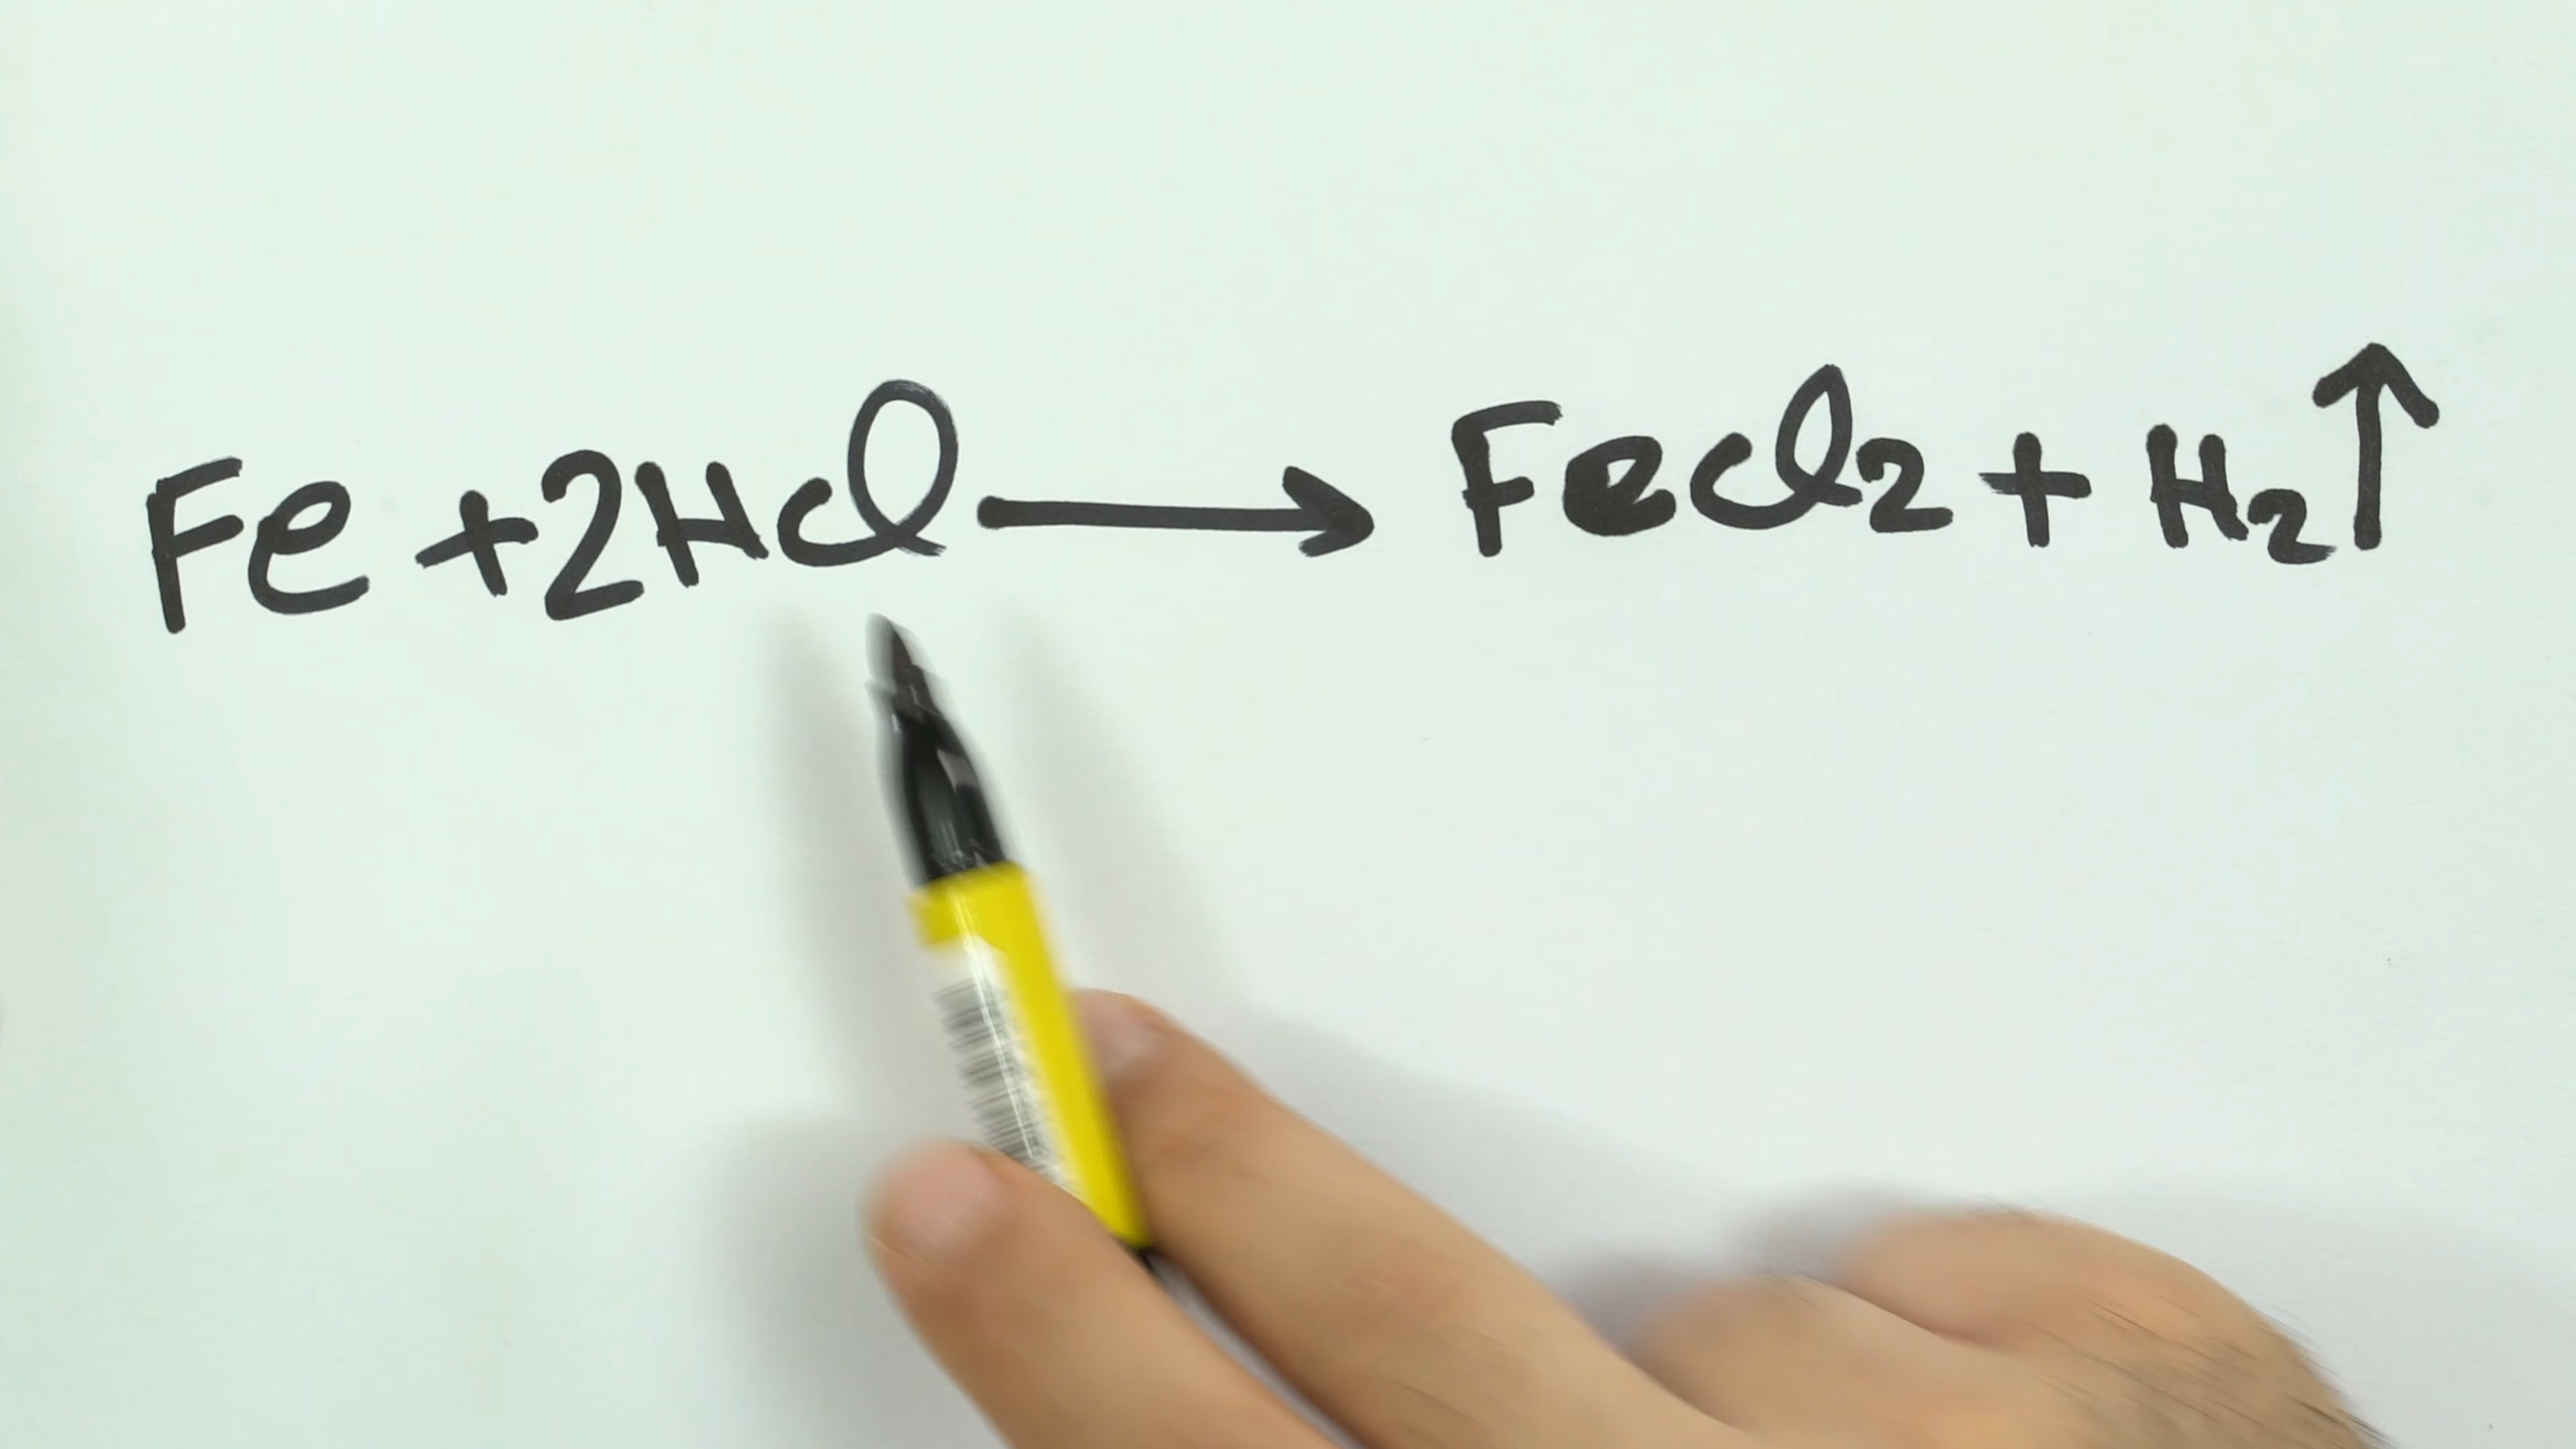 Fe + 2HCl → FeCl₂ + H₂↑